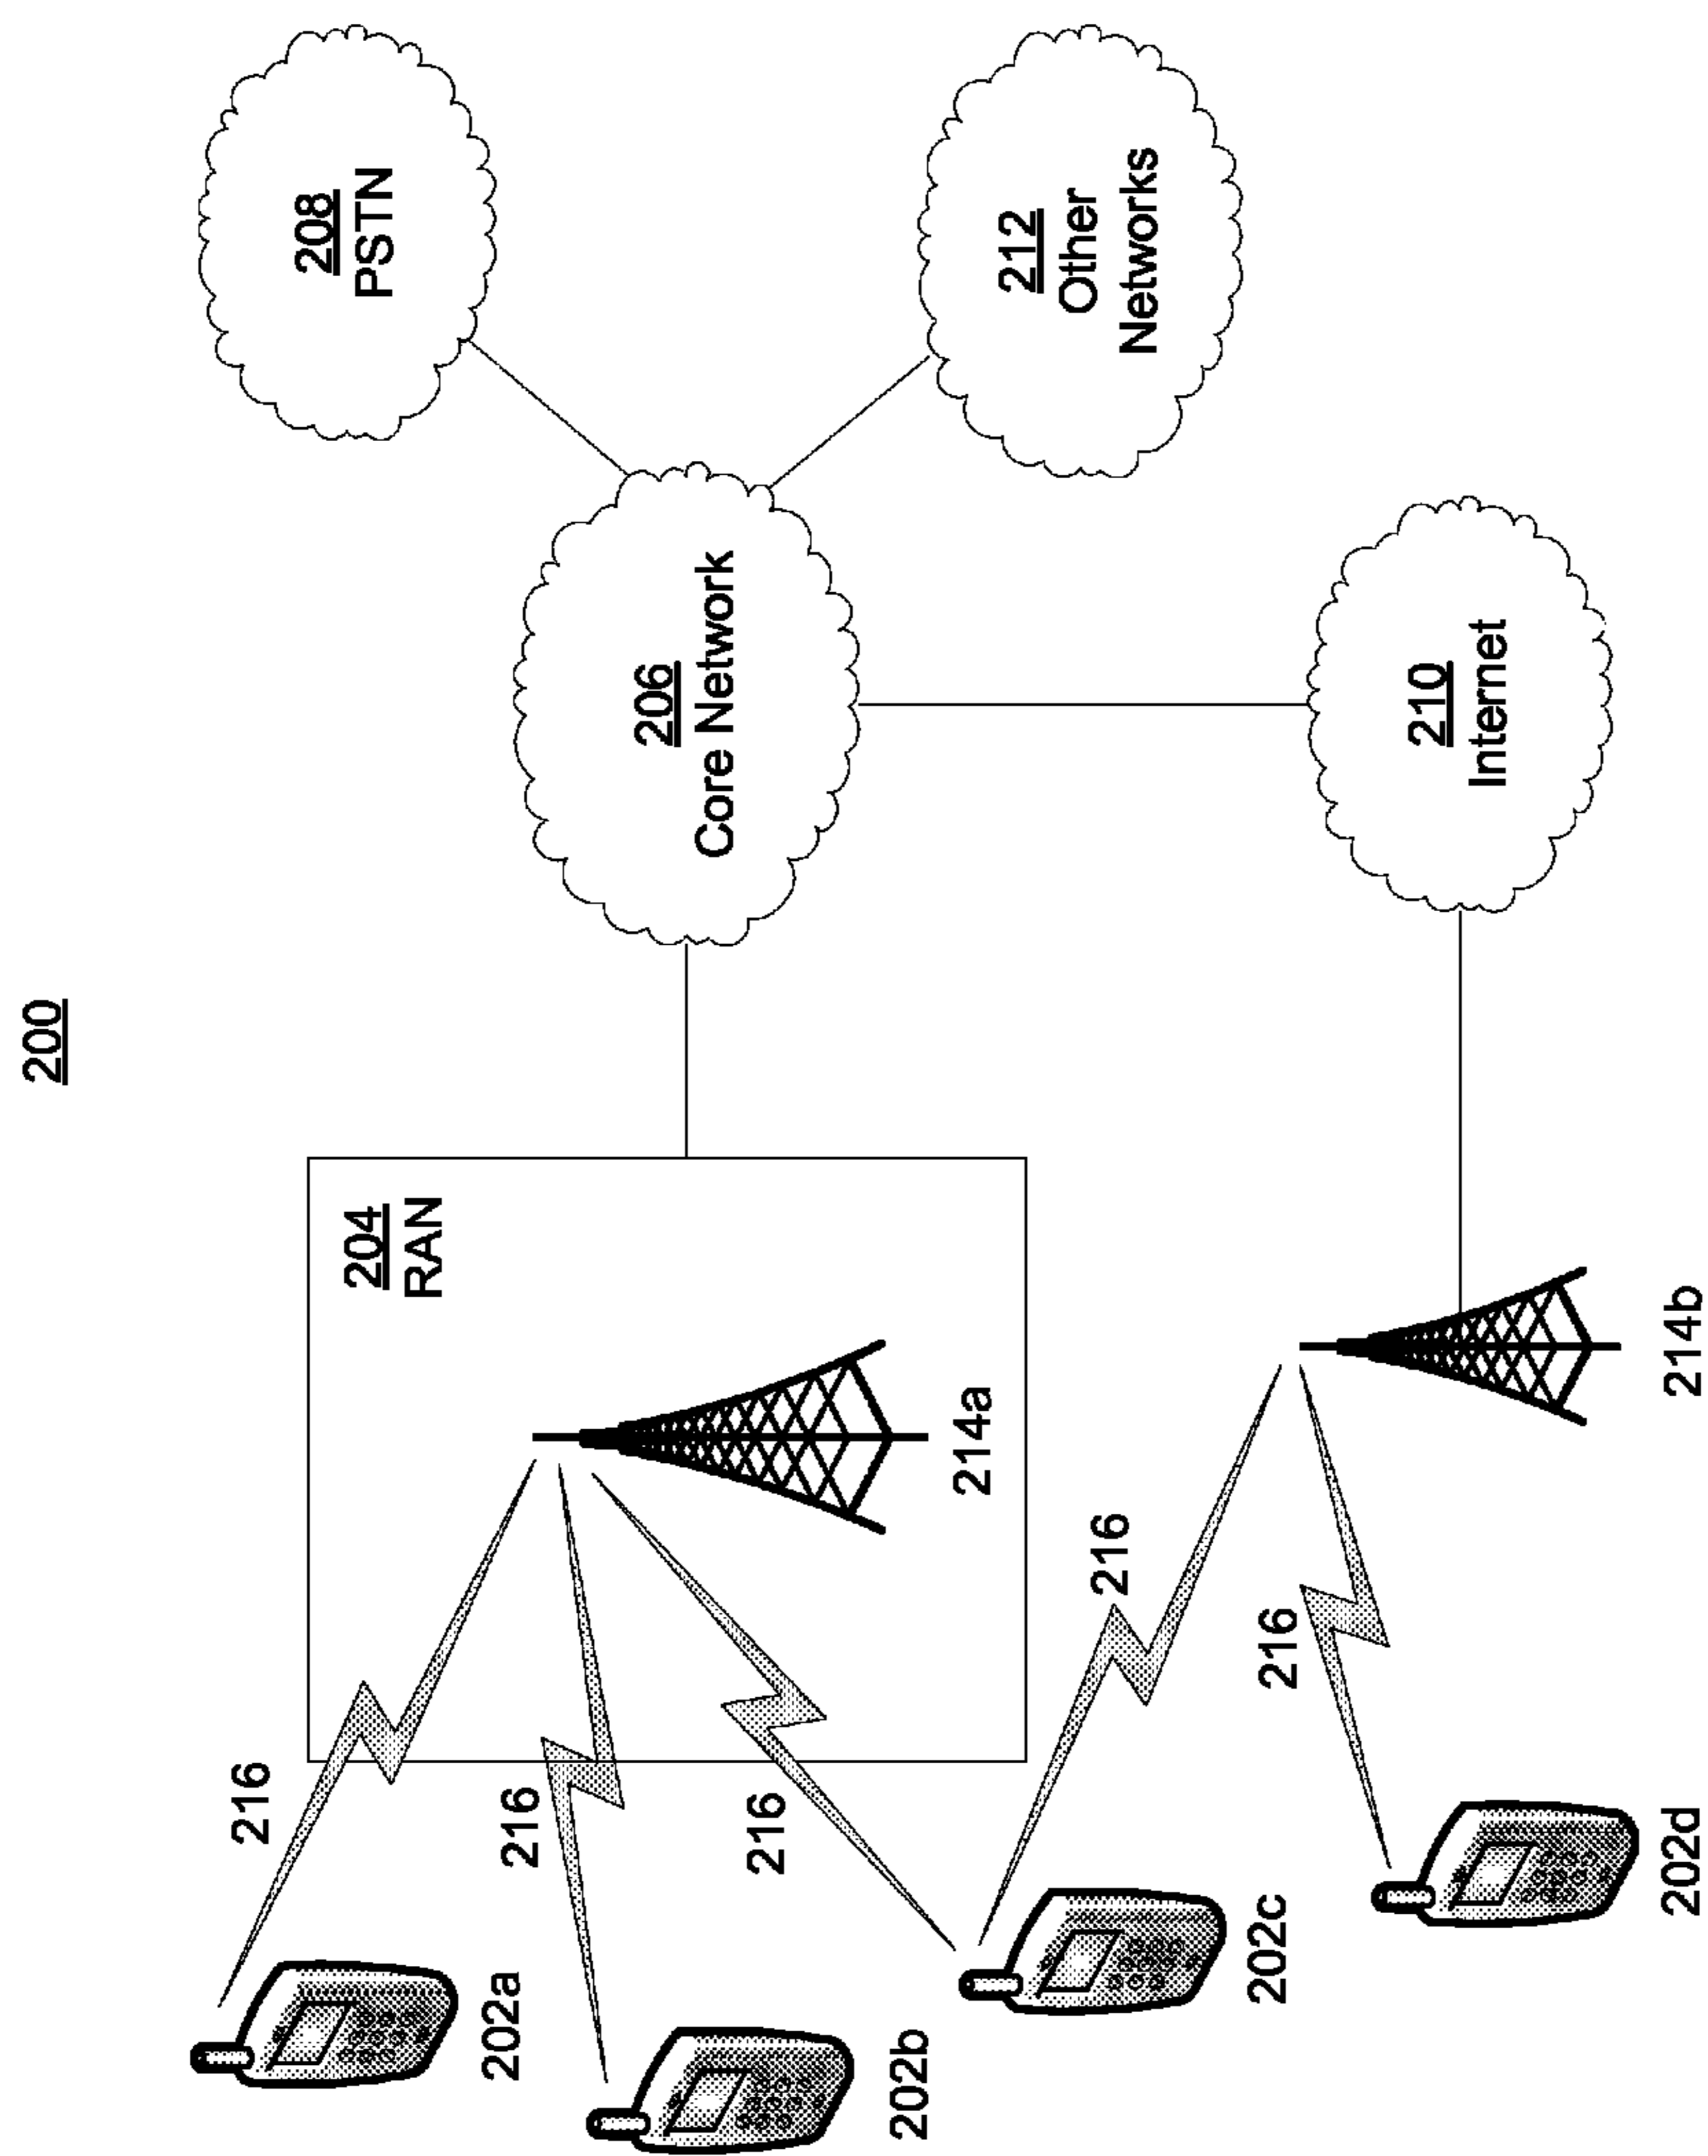 200
208
PSTN
206
Core Network
212
Other
Networks
204
RAN
214a
210
Internet
214b
216
216
216
216
216
202a
202b
202c
202d